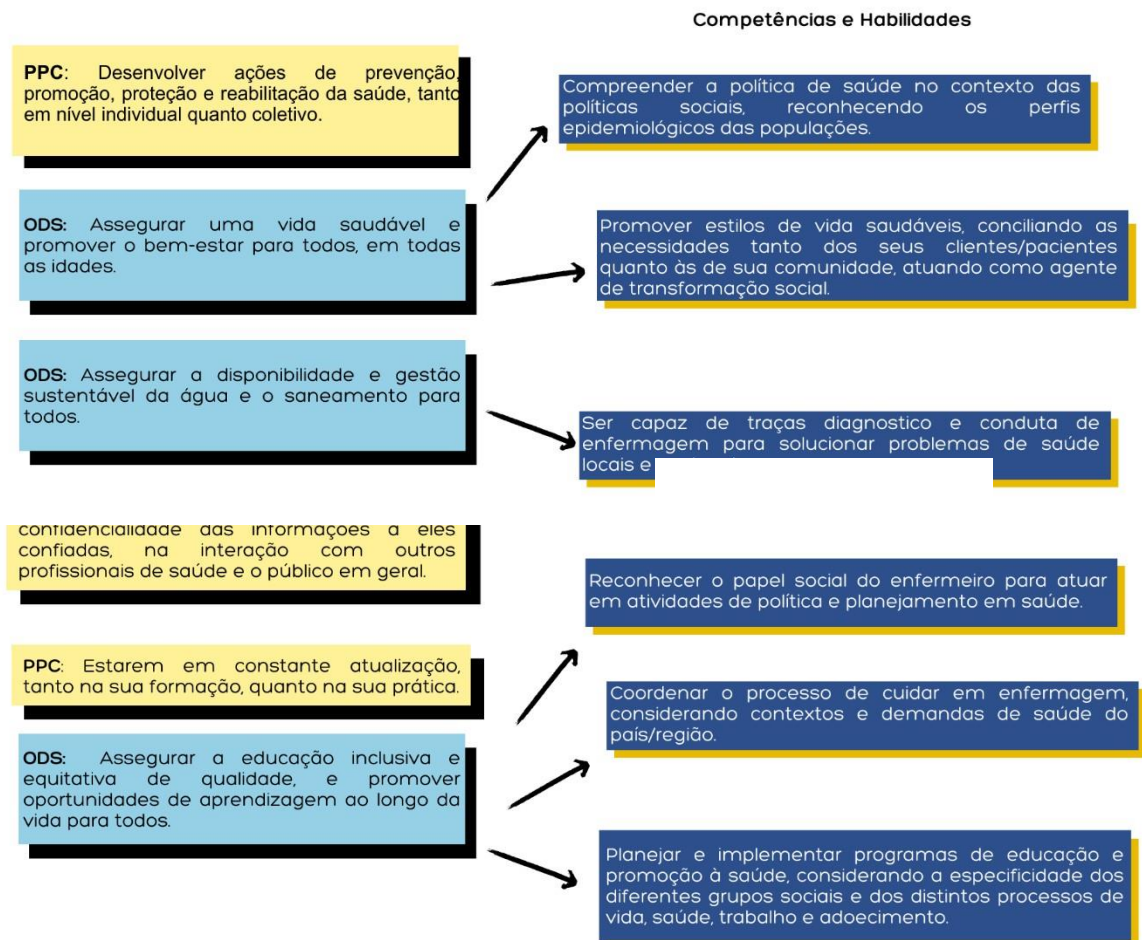 Competências e Habilidades
PPC: Desenvolver ações de prevenção,
promoção, proteção e reabilitação da saúde, tanto
em nível individual quanto coletivo.
Compreender a política de saúde no contexto das
políticas sociais, reconhecendo os perfis
epidemiológicos das populações.
ODS: Assegurar uma vida saudável e
promover o bem-estar para todos, em todas
as idades.
Promover estilos de vida saudáveis, conciliando as
necessidades tanto dos seus clientes/pacientes
quanto às de sua comunidade, atuando como agente
de transformação social.
ODS: Assegurar a disponibilidade e gestão
sustentável da água e o saneamento para
todos.
Ser capaz de traças diagnostico e conduta de
enfermagem para solucionar problemas de saúde
locais e
confidencialidade das informações a eles
confiadas, na interação com outros
profissionais de saúde e o público em geral.
Reconhecer o papel social do enfermeiro para atuar
em atividades de política e planejamento em saúde.
PPC: Estarem em constante atualização,
tanto na sua formação, quanto na sua prática.
Coordenar o processo de cuidar em enfermagem,
considerando contextos e demandas de saúde do
país/região.
ODS: Assegurar a educação inclusiva e
equitativa de qualidade, e promover
oportunidades de aprendizagem ao longo da
vida para todos.
Planejar e implementar programas de educação e
promoção à saúde, considerando a especificidade dos
diferentes grupos sociais e dos distintos processos de
vida, saúde, trabalho e adoecimento.